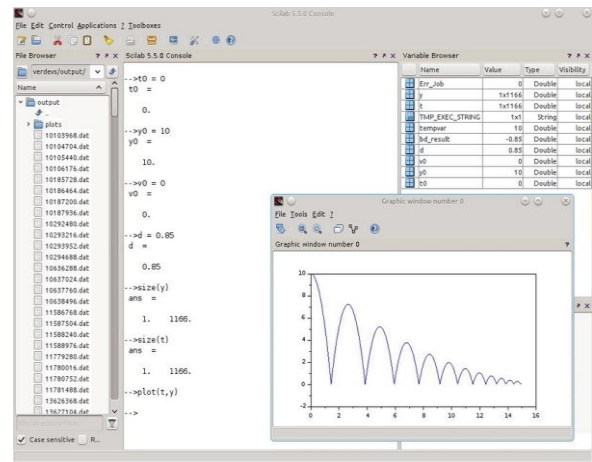 Scilab 5.5.0 Console
File Edit Control Applications ? Toolboxes
File Browser ? X
verdevs/output/
Name
output
..
plots
10103968.dat
10104704.dat
10105440.dat
10106176.dat
10185728.dat
10186464.dat
10187200.dat
10187936.dat
10292480.dat
10293216.dat
10293952.dat
10294688.dat
10636288.dat
10637024.dat
10637760.dat
10638496.dat
11586768.dat
11587504.dat
11588240.dat
11588976.dat
11779280.dat
11780016.dat
11780752.dat
11781488.dat
13626368.dat
13627104.dat
Case sensitive R...
Scilab 5.5.0 Console ? X
-->t0 = 0
t0 =
0.
-->y0 = 10
y0 =
10.
-->v0 = 0
v0 =
0.
-->d = 0.85
d =
0.85
-->size(y)
ans =
1. 1166.
-->size(t)
ans =
1. 1166.
-->plot(t,y)
-->
Variable Browser ? X
Name Value Type Visibility
Err_Job 0 Double local
y 1x1166 Double local
t 1x1166 Double local
TMP_EXEC_STRING 1x1 String local
tempvar 10 Double local
bd_result -0.85 Double local
d 0.85 Double local
v0 0 Double local
y0 10 Double local
t0 0 Double local
Graphic window number 0
File Tools Edit ?
Graphic window number 0 ?
10
8
6
4
2
0
-2
0 2 4 6 8 10 12 14 16